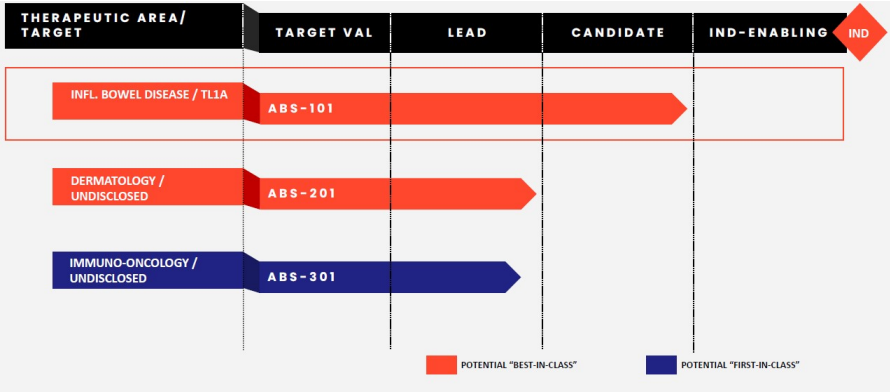 THERAPEUTIC AREA/
TARGET
TARGET VAL
LEAD
CANDIDATE
IND-ENABLING
IND
INFL. BOWEL DISEASE / TL1A
ABS-101
DERMATOLOGY /
UNDISCLOSED
ABS-201
IMMUNO-ONCOLOGY /
UNDISCLOSED
ABS-301
POTENTIAL “BEST-IN-CLASS”
POTENTIAL “FIRST-IN-CLASS”